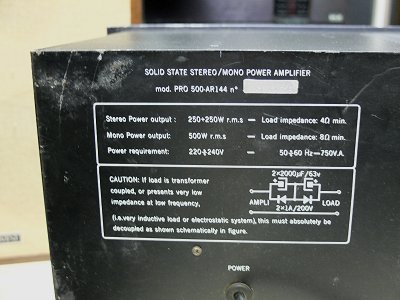 SOLID STATE STEREO/MONO POWER AMPLIFIER
mod. PRO 500-AR144 n°
Stereo Power output: 250+250W r.m.s — Load impedance: 4Ω min.
Mono Power output: 500W r.m.s — Load impedance: 8Ω min.
Power requirement: 220÷240V — 50÷60 Hz—750V.A.
CAUTION: If load is transformer
coupled, or presents very low
impedance at low frequency,
(i.e.very inductive load or electrostatic system), this must absolutely be
decoupled as shown schematically in figure.
2×2000µF/63v
AMPLI LOAD
2×1A/200V
POWER